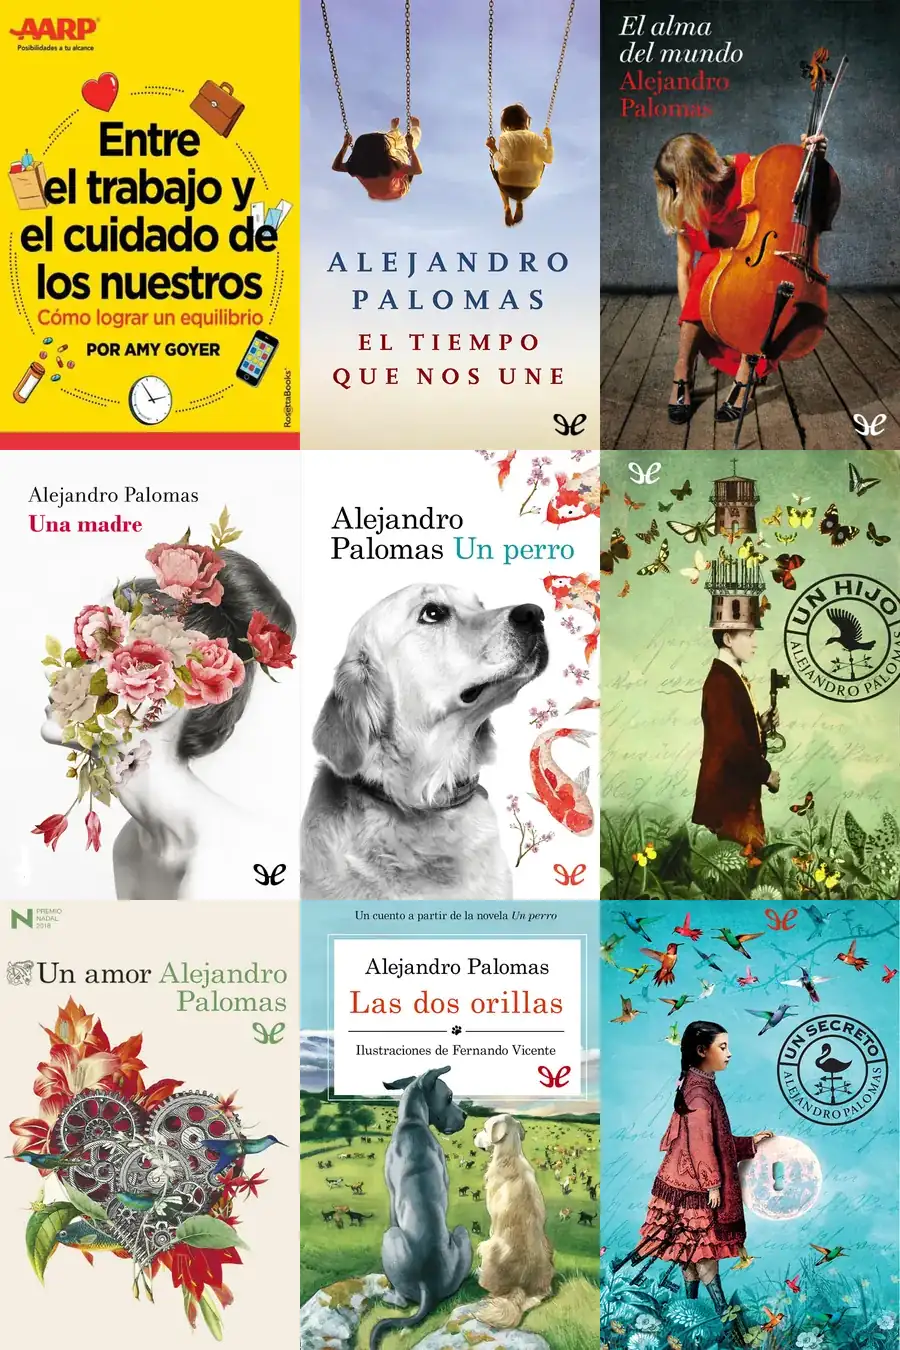 AARP®
Posibilidades a tu alcance
Entre
el trabajo y
el cuidado de
los nuestros
Cómo lograr un equilibrio
POR AMY GOYER
RosettaBooks®
ALEJANDRO
PALOMAS
EL TIEMPO
QUE NOS UNE
El alma
del mundo
Alejandro
Palomas
Alejandro Palomas
Una madre
Alejandro
Palomas Un perro
UN HIJO
ALEJANDRO PALOMAS
N PREMIO
NADAL
2018
Un amor Alejandro
Palomas
Un cuento a partir de la novela Un perro
Alejandro Palomas
Las dos orillas
Ilustraciones de Fernando Vicente
UN SECRETO
ALEJANDRO PALOMAS